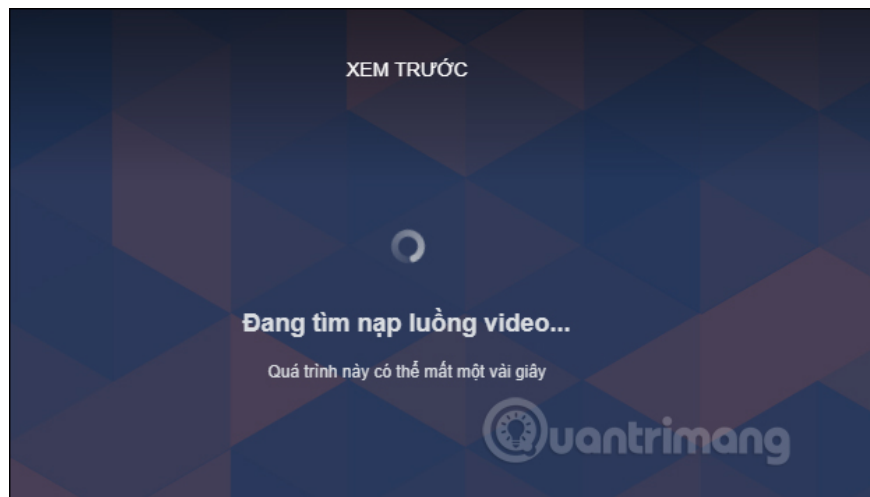 XEM TRƯỚC
Đang tìm nạp luồng video...
Quá trình này có thể mất một vài giây
Quantrimang